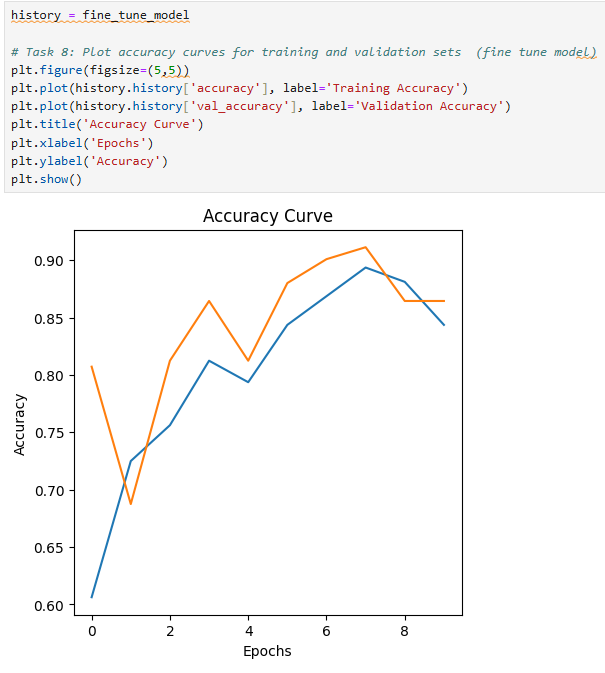 history = fine_tune_model
# Task 8: Plot accuracy curves for training and validation sets  (fine tune model)
plt.figure(figsize=(5,5))
plt.plot(history.history['accuracy'], label='Training Accuracy')
plt.plot(history.history['val_accuracy'], label='Validation Accuracy')
plt.title('Accuracy Curve')
plt.xlabel('Epochs')
plt.ylabel('Accuracy')
plt.show()
Accuracy Curve
Accuracy
0.90
0.85
0.80
0.75
0.70
0.65
0.60
0 2 4 6 8
Epochs